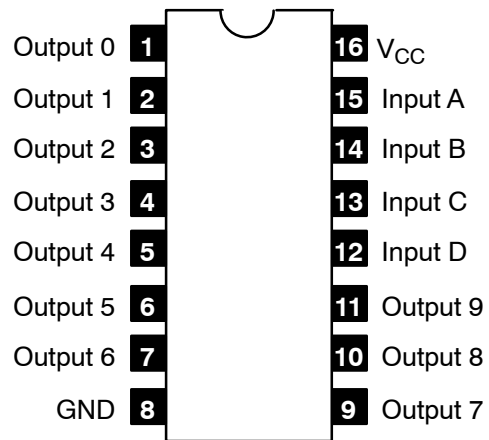 Output 0 1 16 VCC
Output 1 2 15 Input A
Output 2 3 14 Input B
Output 3 4 13 Input C
Output 4 5 12 Input D
Output 5 6 11 Output 9
Output 6 7 10 Output 8
GND 8 9 Output 7